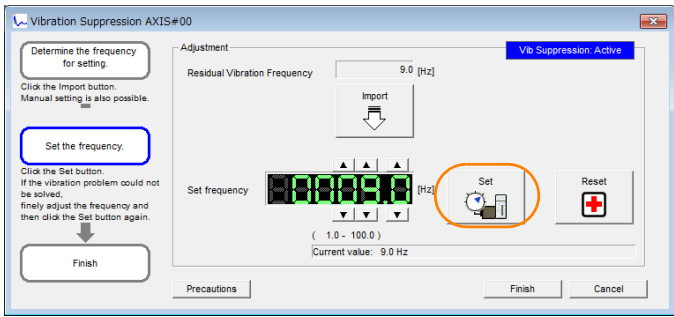 Vibration Suppression AXIS#00
Determine the frequency
for setting.
Click the Import button.
Manual setting is also possible.
Set the frequency.
Click the Set button.
If the vibration problem could not
be solved,
finely adjust the frequency and
then click the Set button again.
Finish
Adjustment
Vib Suppression: Active
Residual Vibration Frequency
9.0 [Hz]
Import
Set frequency
0009.0 [Hz]
Set
Reset
( 1.0 - 100.0 )
Current value: 9.0 Hz
Precautions
Finish
Cancel